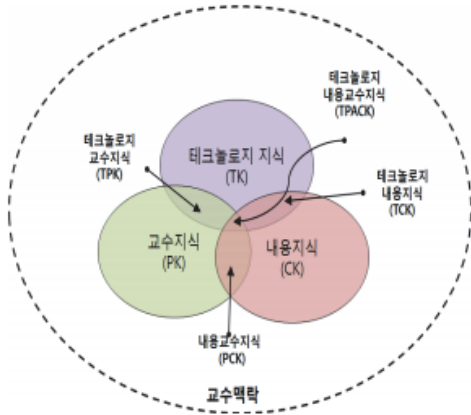 테크놀로지
내용교수지식
(TPACK)
테크놀로지
교수지식
(TPK)
테크놀로지 지식
(TK)
테크놀로지
내용지식
(TCK)
교수지식
(PK)
내용지식
(CK)
내용교수지식
(PCK)
교수맥락